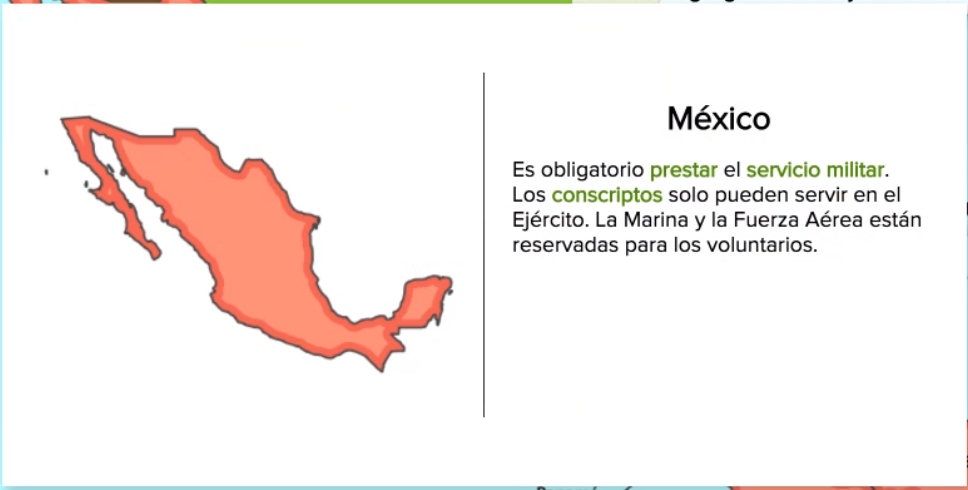 México
Es obligatorio prestar el servicio militar.
Los conscriptos solo pueden servir en el
Ejército. La Marina y la Fuerza Aérea están
reservadas para los voluntarios.